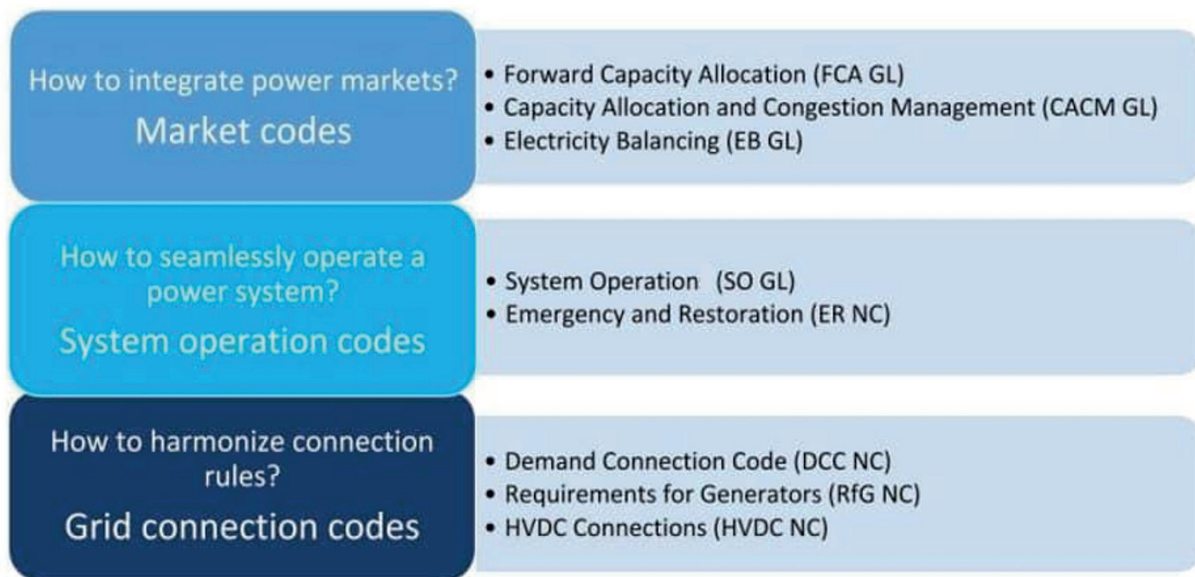 How to integrate power markets?
Market codes
• Forward Capacity Allocation (FCA GL)
• Capacity Allocation and Congestion Management (CACM GL)
• Electricity Balancing (EB GL)
How to seamlessly operate a
power system?
System operation codes
• System Operation (SO GL)
• Emergency and Restoration (ER NC)
How to harmonize connection
rules?
Grid connection codes
• Demand Connection Code (DCC NC)
• Requirements for Generators (RfG NC)
• HVDC Connections (HVDC NC)